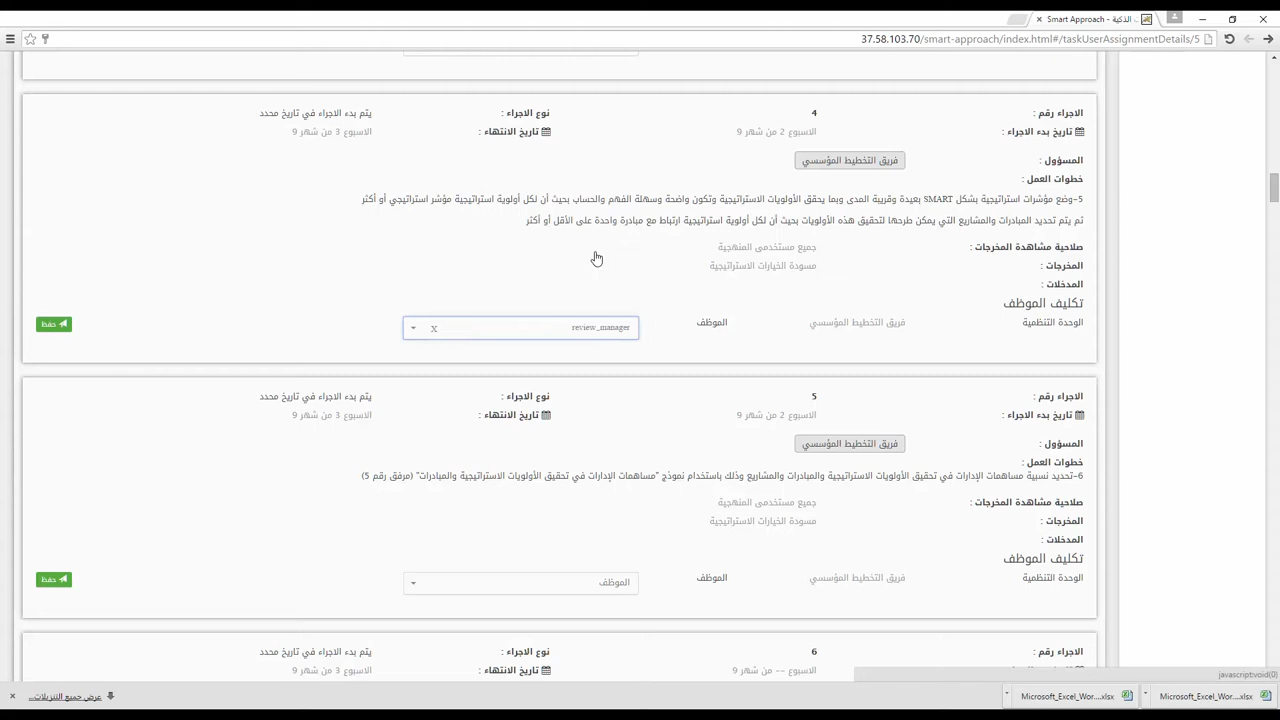 Smart Approach - الذكية
37.58.103.70/smart-approach/index.html#/taskUserAssignmentDetails/5
الاجراء رقم : 4 نوع الاجراء : يتم بدء الاجراء في تاريخ محدد
تاريخ بدء الاجراء : الاسبوع 2 من شهر 9 تاريخ الانتهاء : الاسبوع 3 من شهر 9
المسؤول : فريق التخطيط المؤسسي
خطوات العمل :
5-وضع مؤشرات استراتيجية بشكل SMART بعيدة وقريبة المدى وبما يحقق الأولويات الاستراتيجية وتكون واضحة وسهلة الفهم والحساب بحيث أن لكل أولوية استراتيجية مؤشر استراتيجي أو أكثر
ثم يتم تحديد المبادرات والمشاريع التي يمكن طرحها لتحقيق هذه الأولويات بحيث أن لكل أولوية استراتيجية ارتباط مع مبادرة واحدة على الأقل أو أكثر
صلاحية مشاهدة المخرجات : جميع مستخدمى المنهجية
المخرجات : مسودة الخيارات الاستراتيجية
المدخلات :
تكليف الموظف
الوحدة التنظمية فريق التخطيط المؤسسي الموظف review_manager X حفظ
الاجراء رقم : 5 نوع الاجراء : يتم بدء الاجراء في تاريخ محدد
تاريخ بدء الاجراء : الاسبوع 2 من شهر 9 تاريخ الانتهاء : الاسبوع 3 من شهر 9
المسؤول : فريق التخطيط المؤسسي
خطوات العمل :
6-تحديد نسبية مساهمات الإدارات في تحقيق الأولويات الاستراتيجية والمبادرات والمشاريع وذلك باستخدام نموذج "مساهمات الإدارات في تحقيق الأولويات الاستراتيجية والمبادرات" (مرفق رقم 5)
صلاحية مشاهدة المخرجات : جميع مستخدمى المنهجية
المخرجات : مسودة الخيارات الاستراتيجية
المدخلات :
تكليف الموظف
الوحدة التنظمية فريق التخطيط المؤسسي الموظف الموظف حفظ
الاجراء رقم : 6 نوع الاجراء : يتم بدء الاجراء في تاريخ محدد
الاسبوع -- من شهر 9 تاريخ الانتهاء : الاسبوع 3 من شهر 9
javascript:void(0)
Microsoft_Excel_Wor....xlsx Microsoft_Excel_Wor....xlsx عرض جميع التنزيلات...